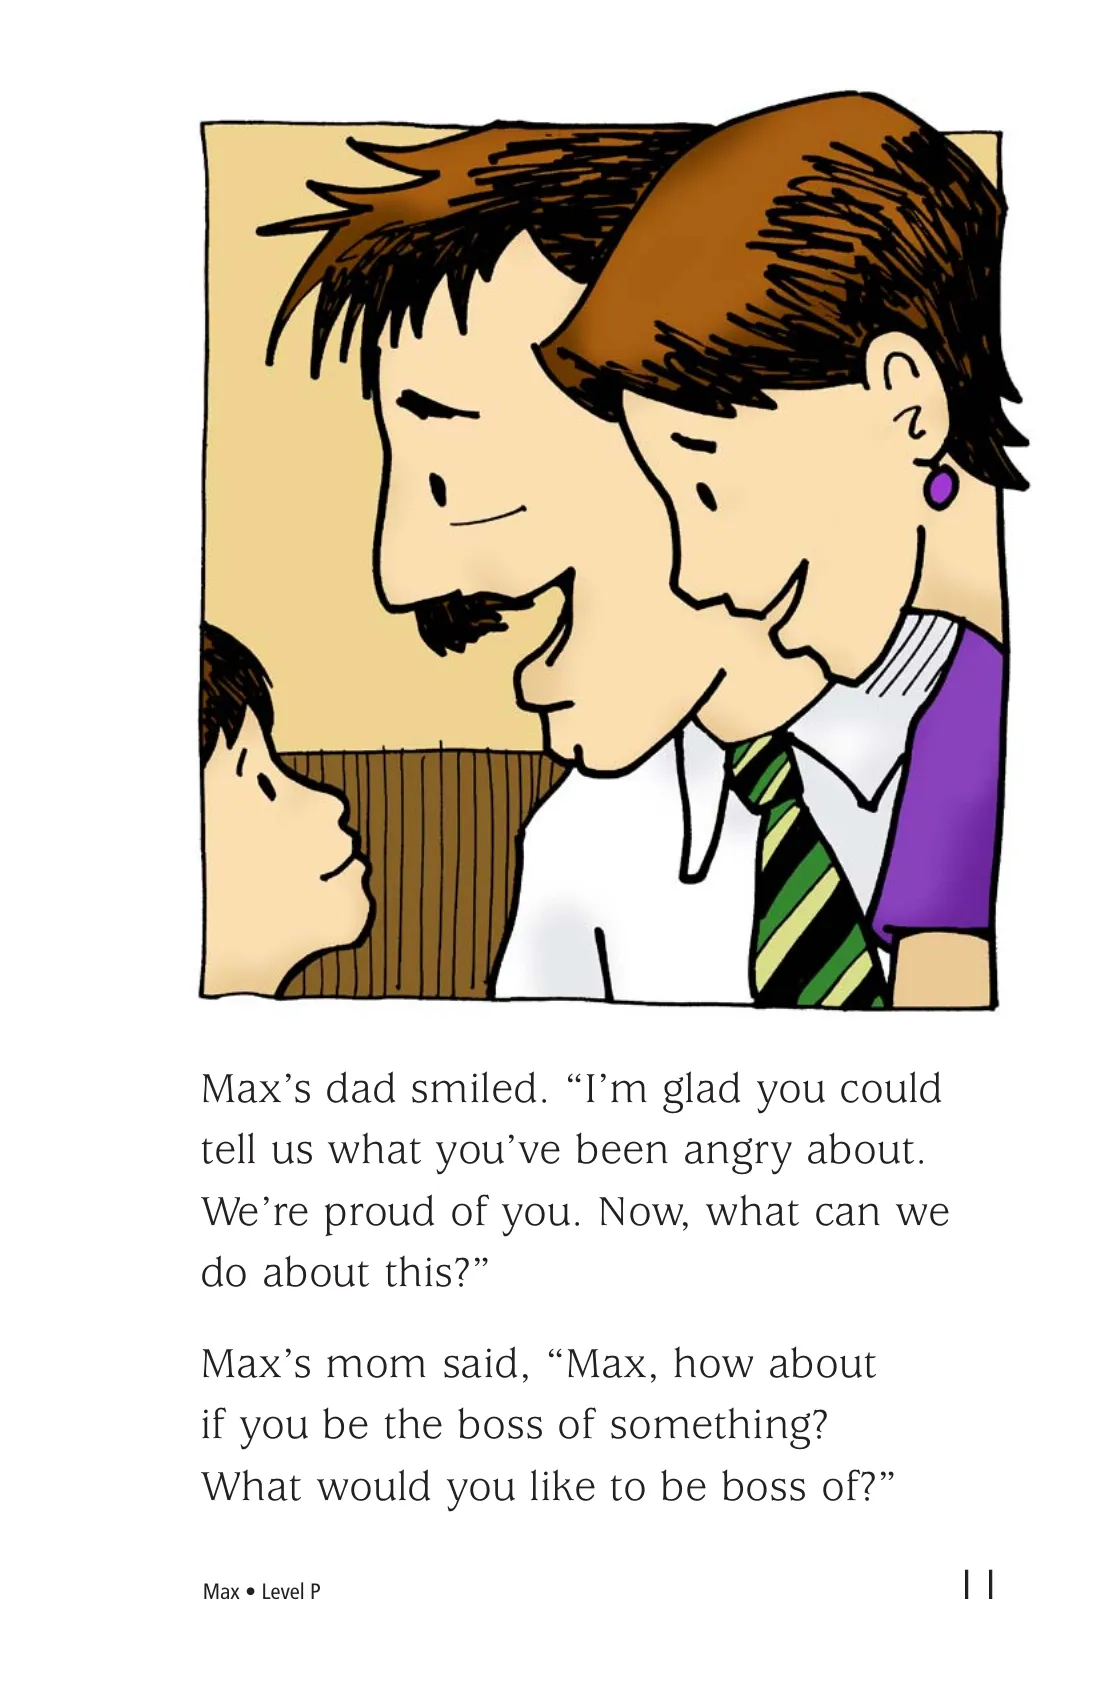 Max’s dad smiled. “I’m glad you could
tell us what you’ve been angry about.
We’re proud of you. Now, what can we
do about this?”
Max’s mom said, “Max, how about
if you be the boss of something?
What would you like to be boss of?”
Max • Level P
11